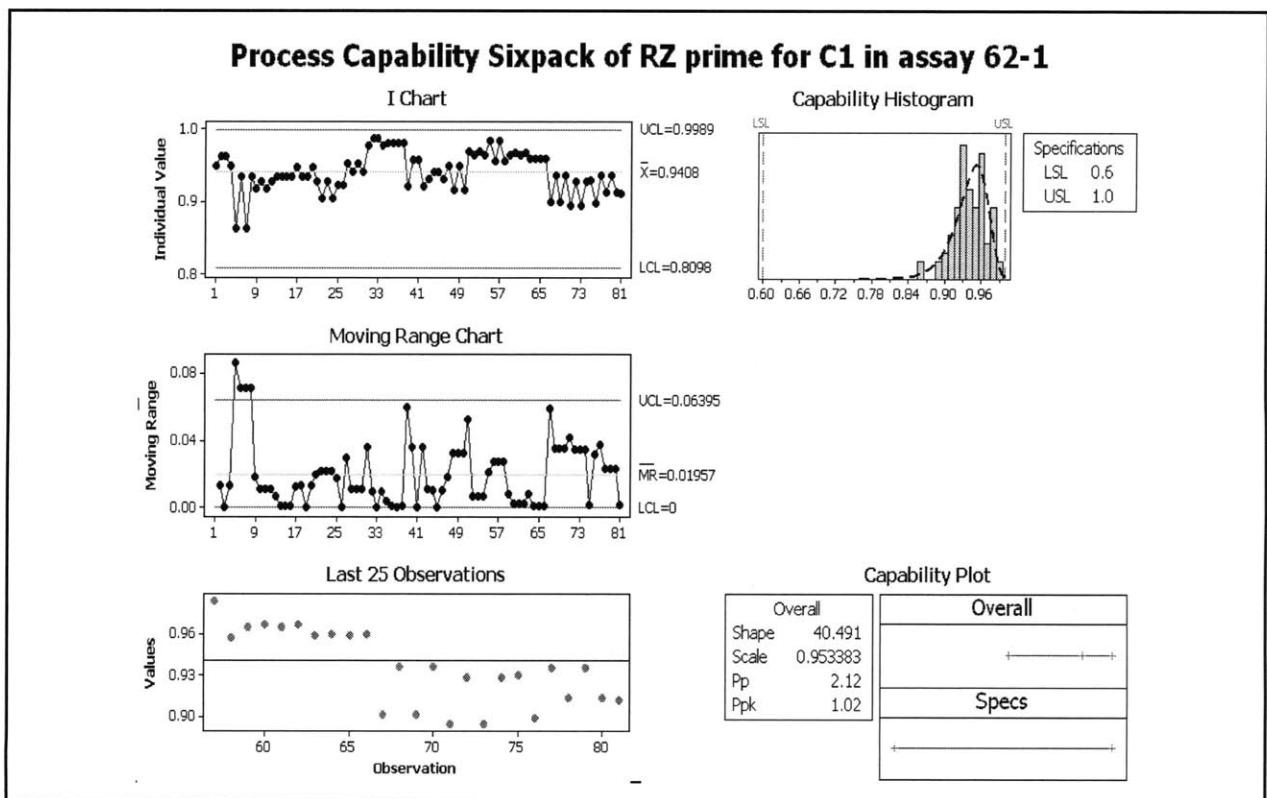 Process Capability Sixpack of RZ prime for C1 in assay 62-1
I Chart
Individual Value
1.0
0.9
0.8
UCL=0.9989
X=0.9408
LCL=0.8098
1 9 17 25 33 41 49 57 65 73 81
Capability Histogram
LSL USL
0.60 0.66 0.72 0.78 0.84 0.90 0.96
Specifications
LSL 0.6
USL 1.0
Moving Range Chart
Moving Range
0.08
0.04
0.00
UCL=0.06395
MR=0.01957
LCL=0
1 9 17 25 33 41 49 57 65 73 81
Last 25 Observations
Values
0.96
0.93
0.90
60 65 70 75 80
Observation
Capability Plot
Overall
Shape 40.491
Scale 0.953383
Pp 2.12
Ppk 1.02
Overall
Specs